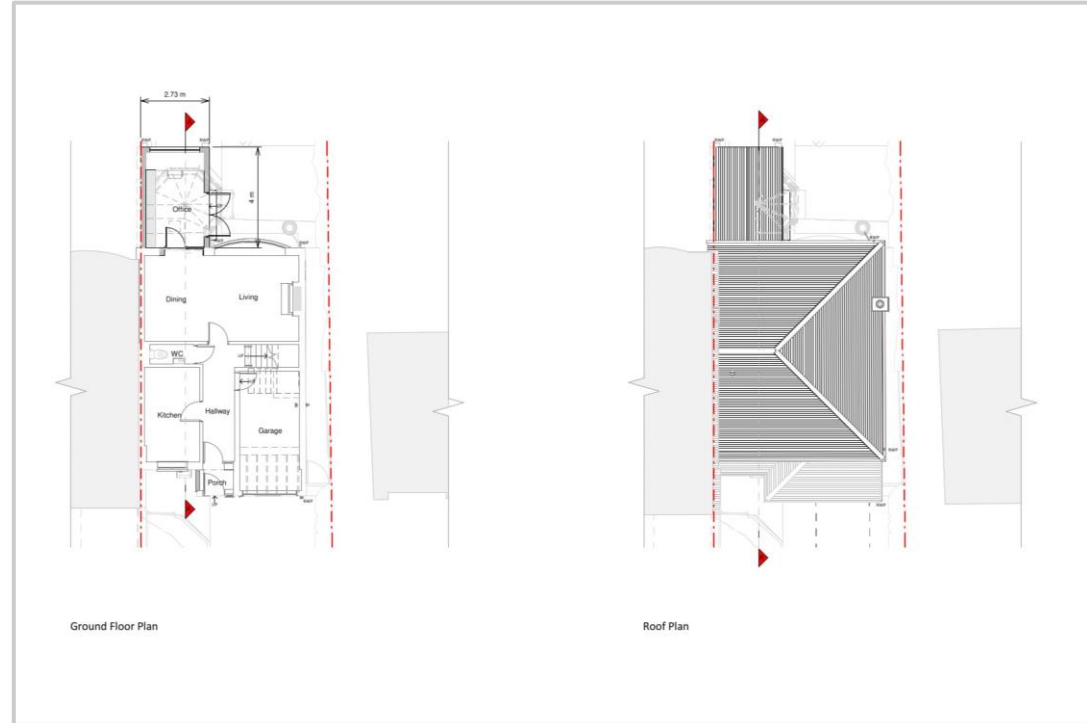 2.73 m
RWP
RWP
4 m
Office
RWP
Dining
Living
WC
UP
Kitchen
Hallway
Garage
Porch
UP
RWP
Ground Floor Plan
RWP
RWP
RWP
Roof Plan